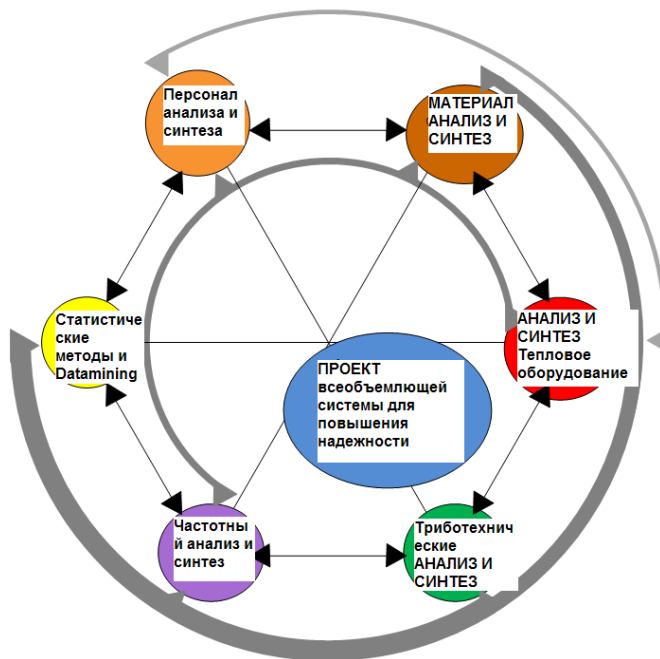 Персонал
анализа и
синтеза
МАТЕРИАЛ
АНАЛИЗ И
СИНТЕЗ
Статистиче
ские
методы и
Datamining
АНАЛИЗ И
СИНТЕЗ
Тепловое
оборудование
ПРОЕКТ
всеобъемлющей
системы для
повышения
надежности
Частотны
й анализ и
синтез
Триботехнич
еские
АНАЛИЗ И
СИНТЕЗ